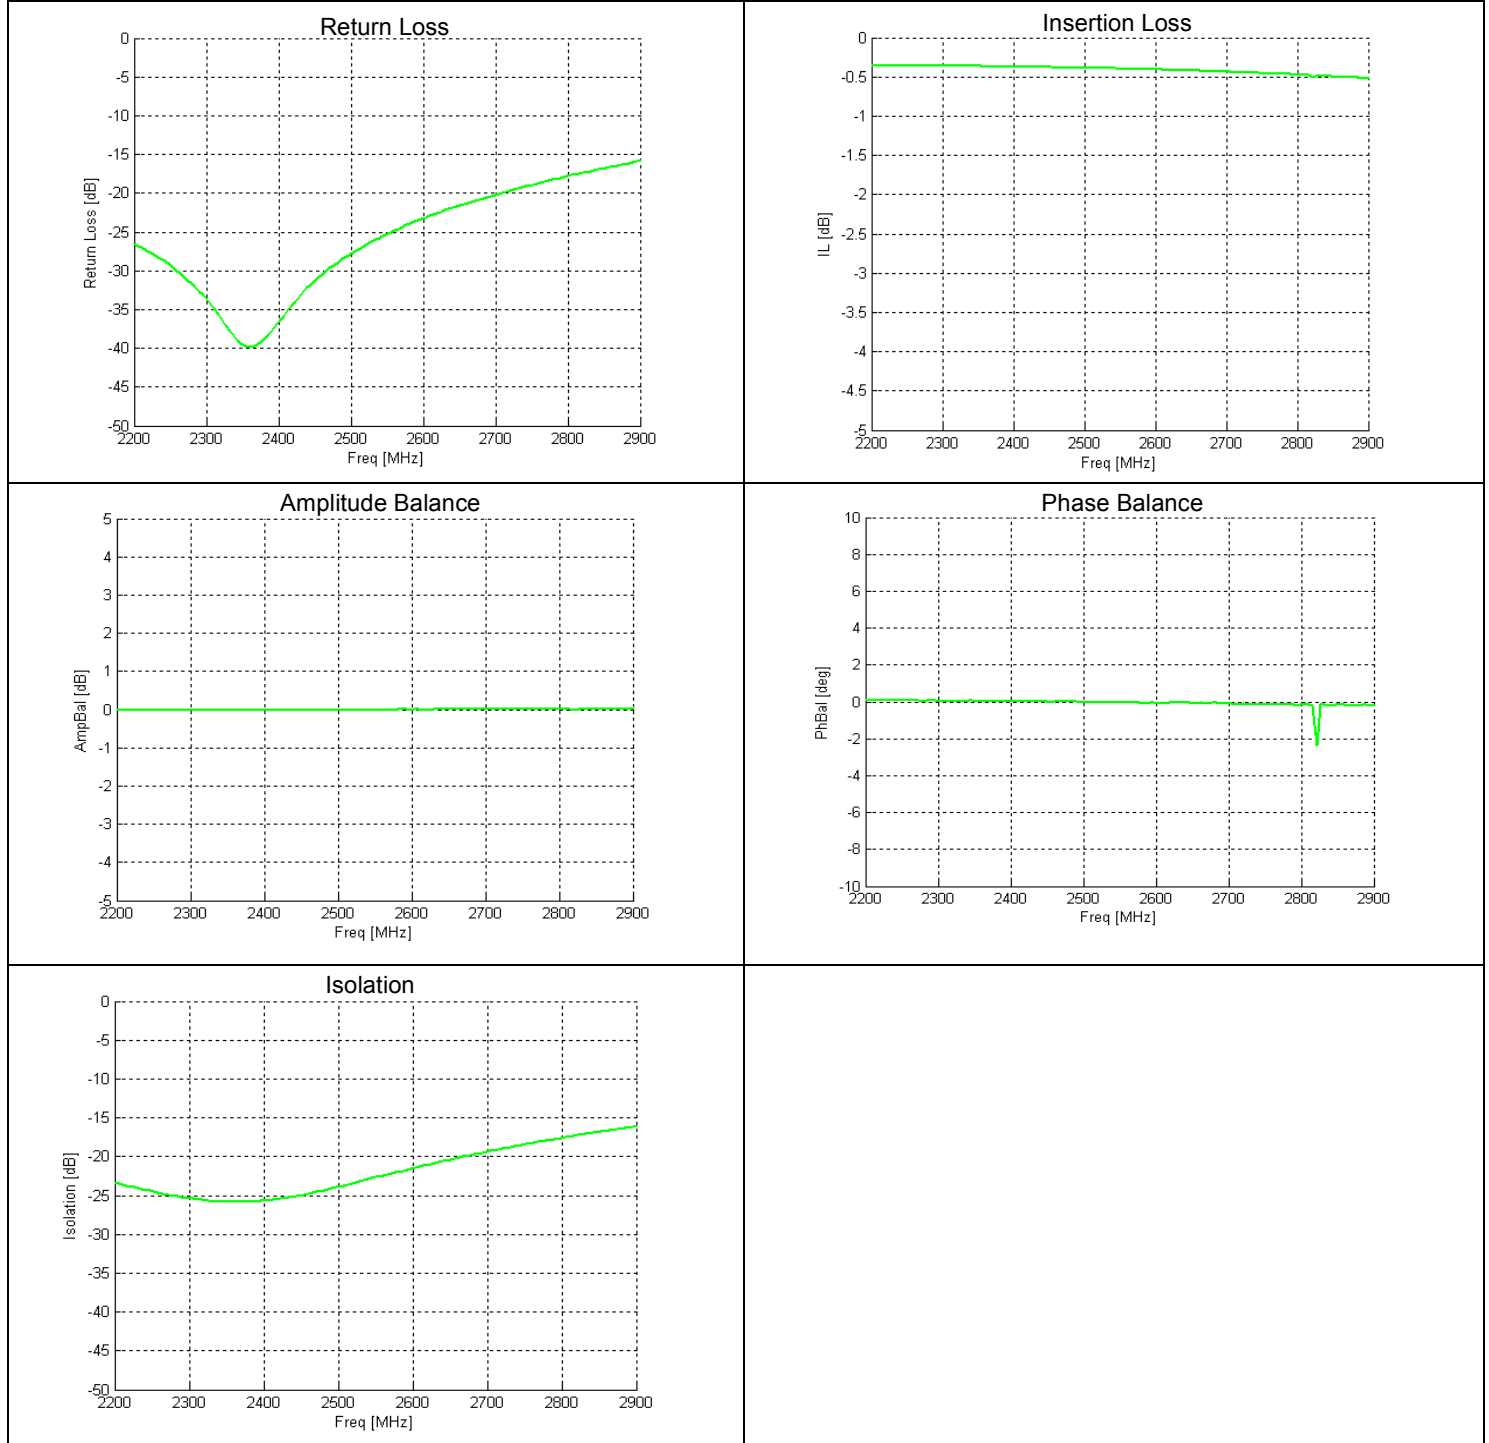 Return Loss
0
-5
-10
-15
-20
-25
-30
-35
-40
-45
-50
Return Loss [dB]
2200 2300 2400 2500 2600 2700 2800 2900
Freq [MHz]
Insertion Loss
0
-0.5
-1
-1.5
-2
-2.5
-3
-3.5
-4
-4.5
-5
IL [dB]
2200 2300 2400 2500 2600 2700 2800 2900
Freq [MHz]
Amplitude Balance
5
4
3
2
1
0
-1
-2
-3
-4
-5
AmpBal [dB]
2200 2300 2400 2500 2600 2700 2800 2900
Freq [MHz]
Phase Balance
10
8
6
4
2
0
-2
-4
-6
-8
-10
PhBal [deg]
2200 2300 2400 2500 2600 2700 2800 2900
Freq [MHz]
Isolation
0
-5
-10
-15
-20
-25
-30
-35
-40
-45
-50
Isolation [dB]
2200 2300 2400 2500 2600 2700 2800 2900
Freq [MHz]